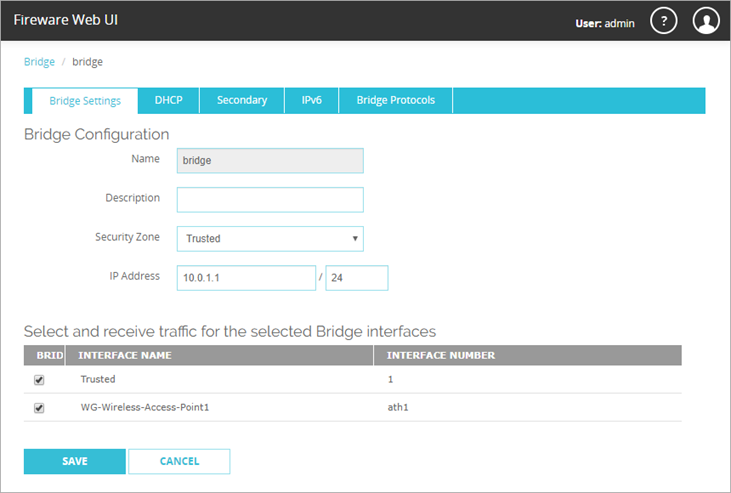 Fireware Web UI
User: admin
?
Bridge / bridge
Bridge Settings DHCP Secondary IPv6 Bridge Protocols
Bridge Configuration
Name bridge
Description
Security Zone Trusted
IP Address 10.0.1.1 / 24
Select and receive traffic for the selected Bridge interfaces
BRID INTERFACE NAME INTERFACE NUMBER
Trusted 1
WG-Wireless-Access-Point1 ath1
SAVE CANCEL